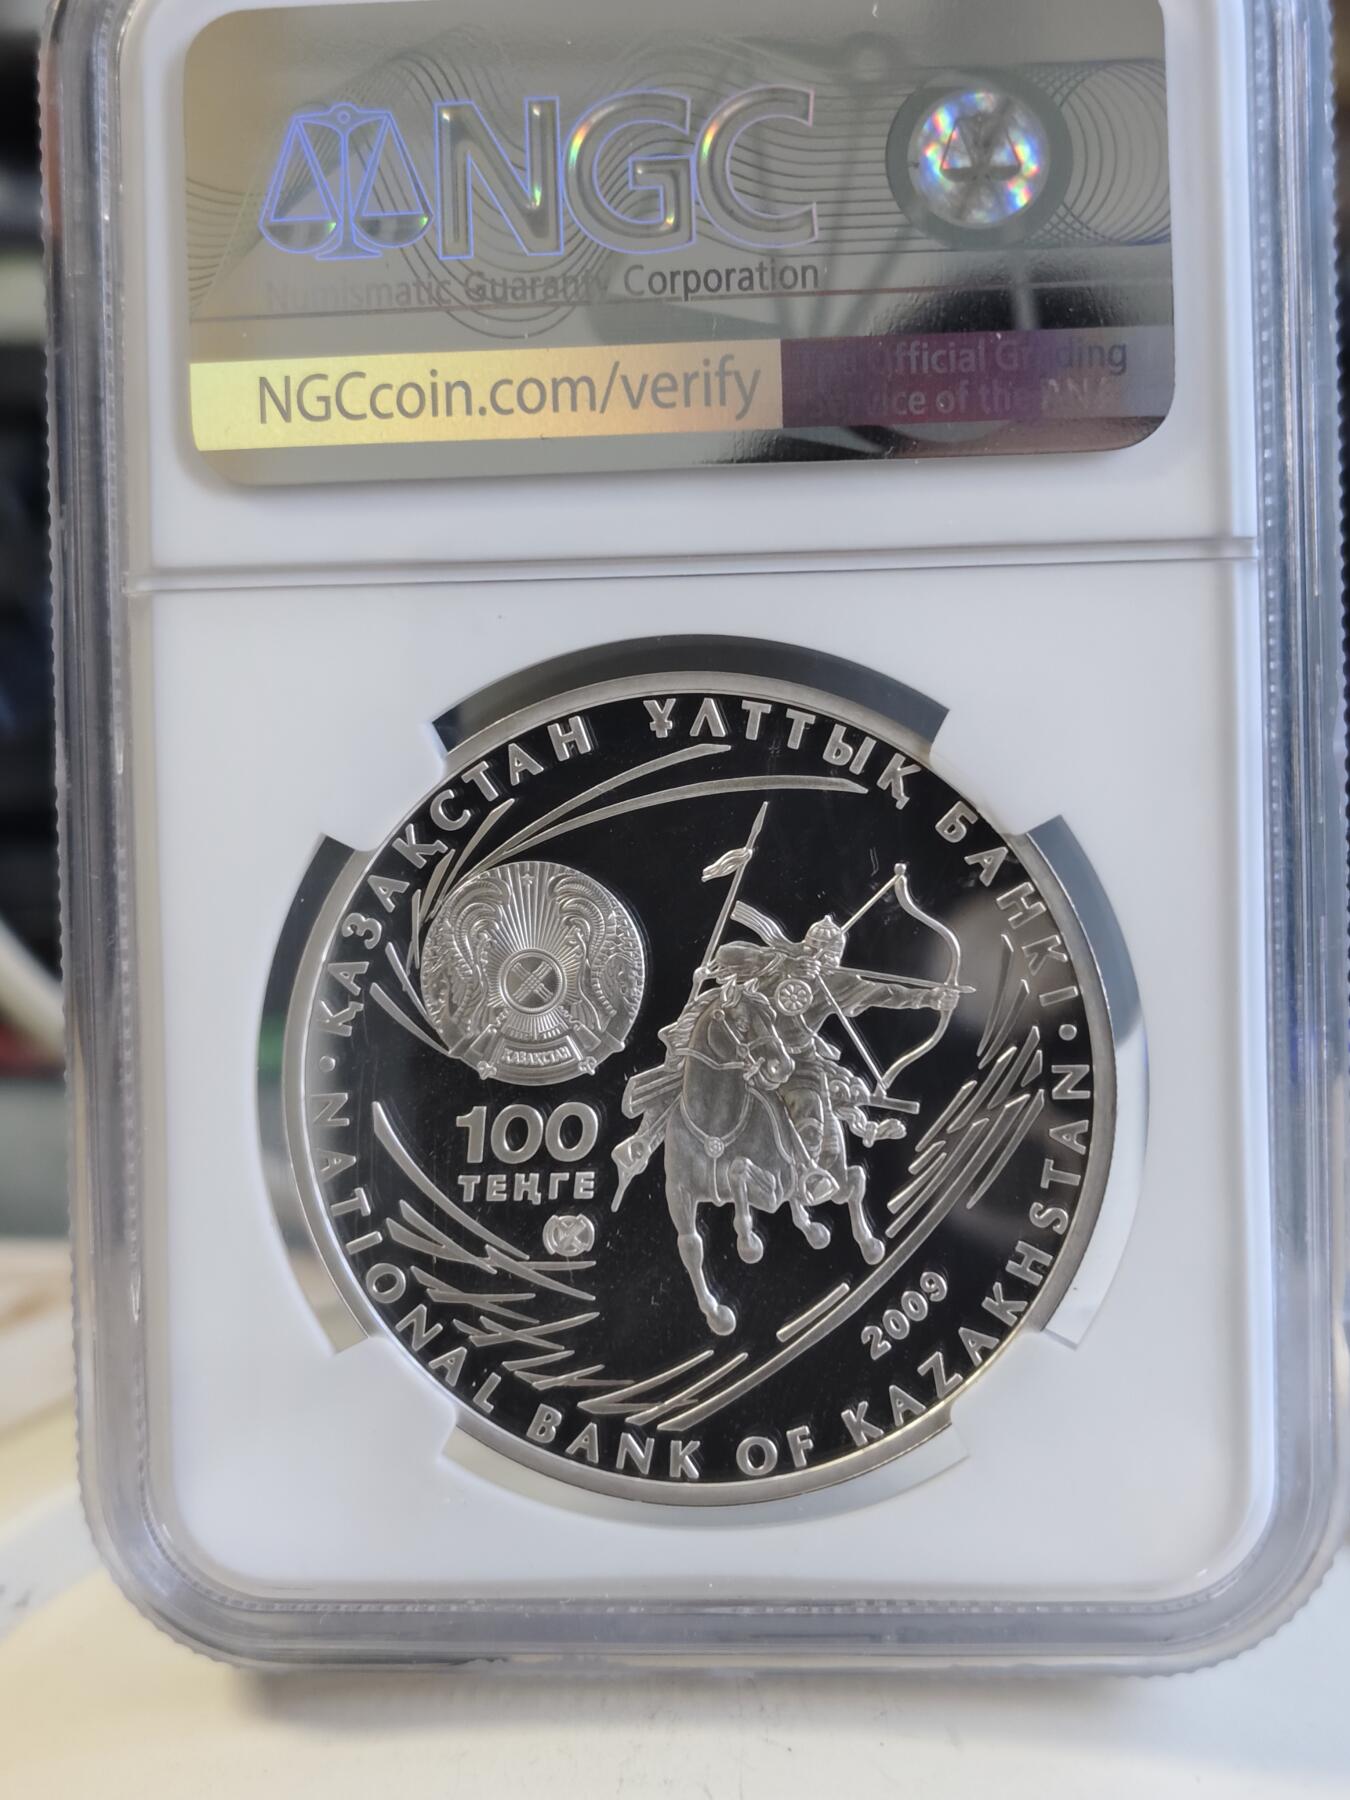 NGC
Numismatic Guaranty Corporation
NGCcoin.com/verify
The Official Grading
Service of the ANA
ҚАЗАҚСТАН ҰЛТТЫҚ БАНКІ
ҚАЗАҚСТАН
100
ТЕҢГЕ
2009
NATIONAL BANK OF KAZAKHSTAN